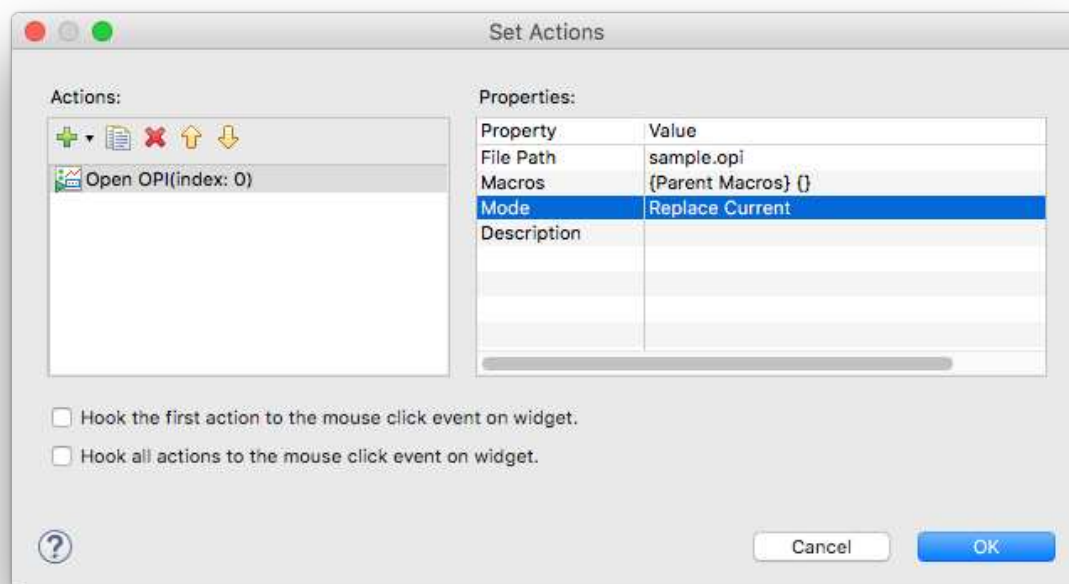 Set Actions
Actions:
Open OPI(index: 0)
Properties:
Property Value
File Path sample.opi
Macros {Parent Macros} {}
Mode Replace Current
Description
Hook the first action to the mouse click event on widget.
Hook all actions to the mouse click event on widget.
?
Cancel OK